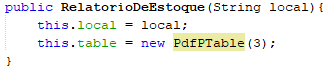 public RelatorioDeEstoque(String local){
this.local = local;
this.table = new PdfPTable(3);
}